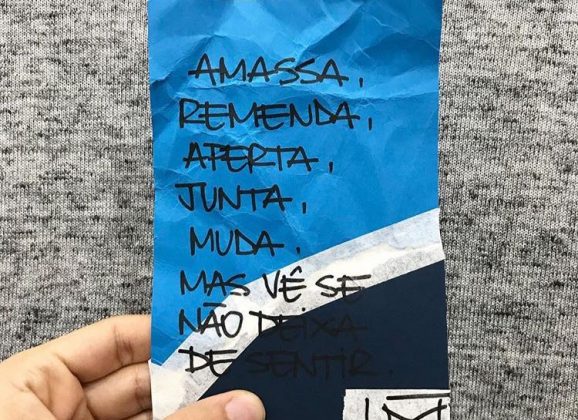 AMASSA,
REMENDA,
APERTA,
JUNTA,
MUDA,
MAS VÊ SE
NÃO DEIXA
DE SENTIR.